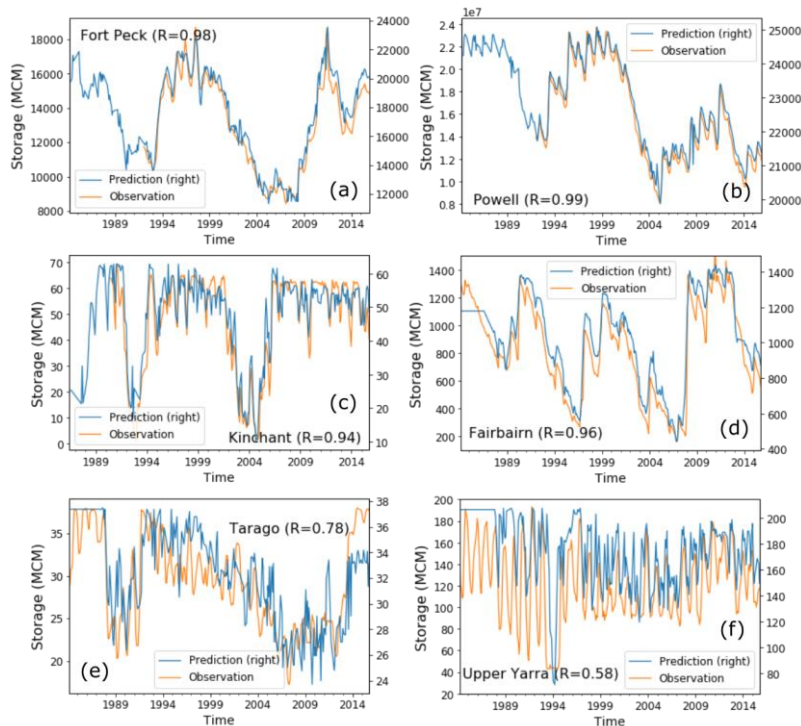 Fort Peck (R=0.98)
Storage (MCM)
18000
16000
14000
12000
10000
8000
24000
22000
20000
18000
16000
14000
12000
Prediction (right)
Observation
(a)
1989 1994 1999 2004 2009 2014
Time
1e7
Storage (MCM)
2.4
2.2
2.0
1.8
1.6
1.4
1.2
1.0
0.8
25000
24000
23000
22000
21000
20000
Prediction (right)
Observation
Powell (R=0.99)
(b)
1989 1994 1999 2004 2009 2014
Time
Storage (MCM)
70
60
50
40
30
20
10
0
60
50
40
30
20
10
(c)
Prediction (right)
Observation
Kinchant (R=0.94)
1989 1994 1999 2004 2009 2014
Time
Storage (MCM)
1400
1200
1000
800
600
400
200
1400
1200
1000
800
600
400
Prediction (right)
Observation
Fairbairn (R=0.96)
(d)
1989 1994 1999 2004 2009 2014
Time
Storage (MCM)
35
30
25
20
38
36
34
32
30
28
26
24
Tarago (R=0.78)
(e)
Prediction (right)
Observation
1989 1994 1999 2004 2009 2014
Time
Storage (MCM)
200
180
160
140
120
100
80
60
40
20
200
180
160
140
120
100
80
(f)
Upper Yarra (R=0.58)
Prediction (right)
Observation
1989 1994 1999 2004 2009 2014
Time